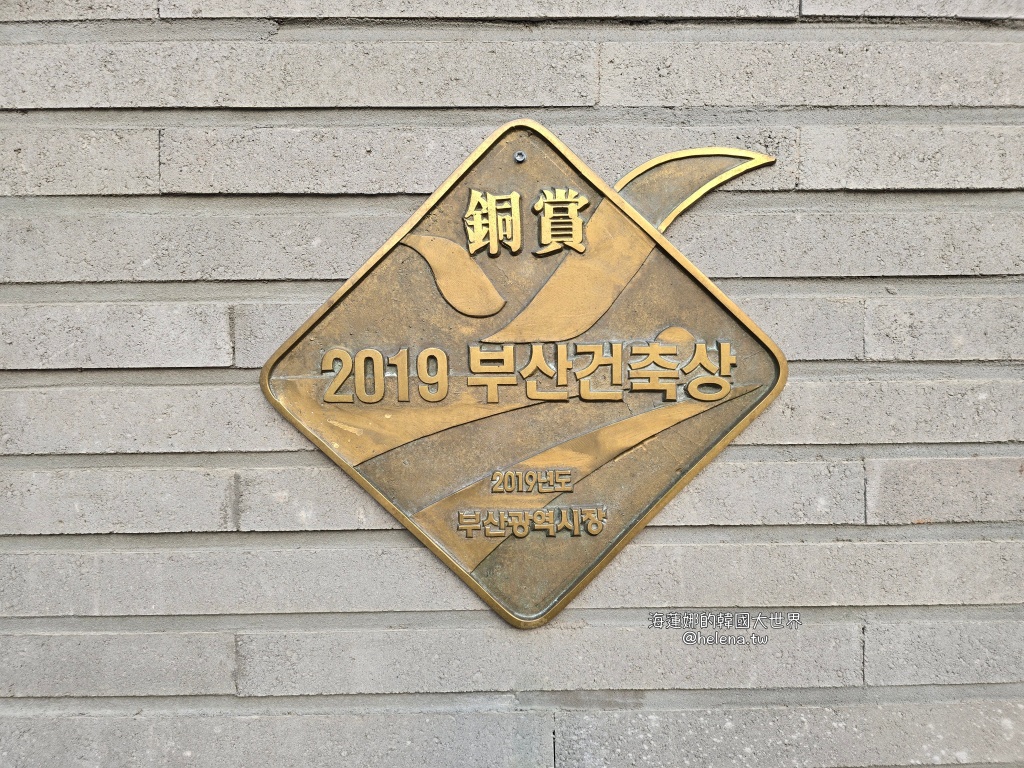 銅賞
2019 부산건축상
2019년도
부산광역시장
海蓮娜的韓國大世界
@helena.tw